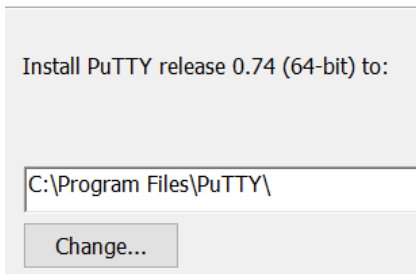 Install PuTTY release 0.74 (64-bit) to:
C:\Program Files\PuTTY\
Change...